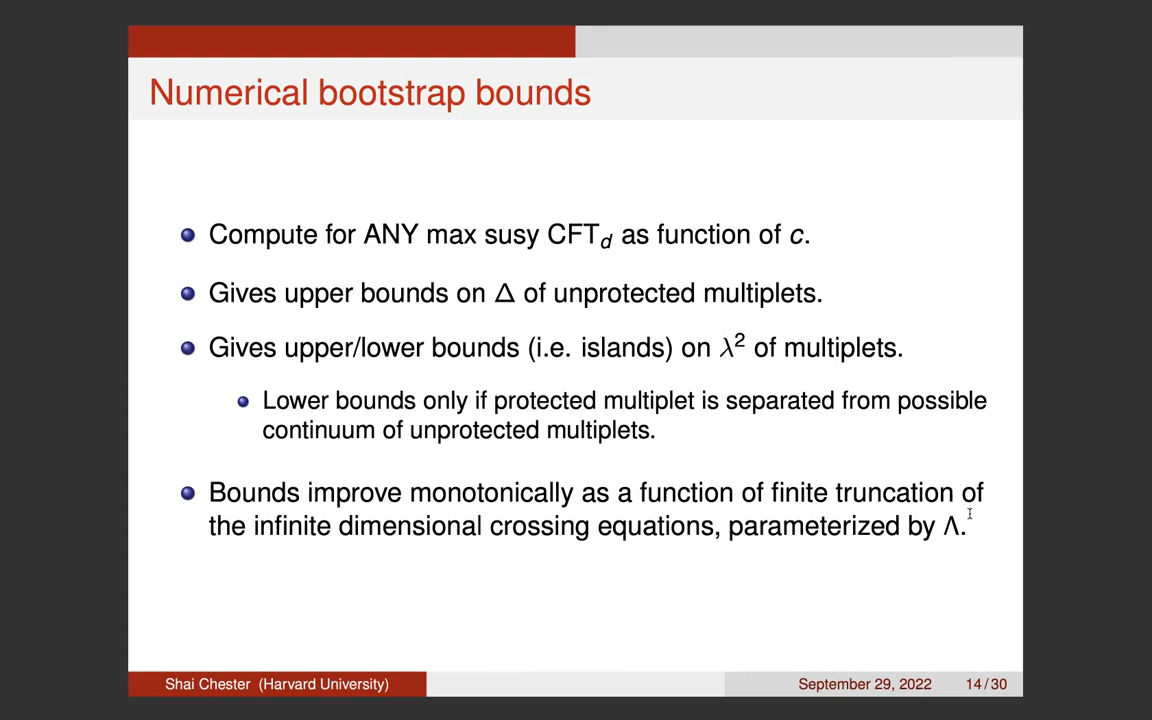 Numerical bootstrap bounds
Compute for ANY max susy CFT_d as function of c.
Gives upper bounds on Δ of unprotected multiplets.
Gives upper/lower bounds (i.e. islands) on λ² of multiplets.
Lower bounds only if protected multiplet is separated from possible
continuum of unprotected multiplets.
Bounds improve monotonically as a function of finite truncation of
the infinite dimensional crossing equations, parameterized by Λ.
Shai Chester (Harvard University)
September 29, 2022
14/30